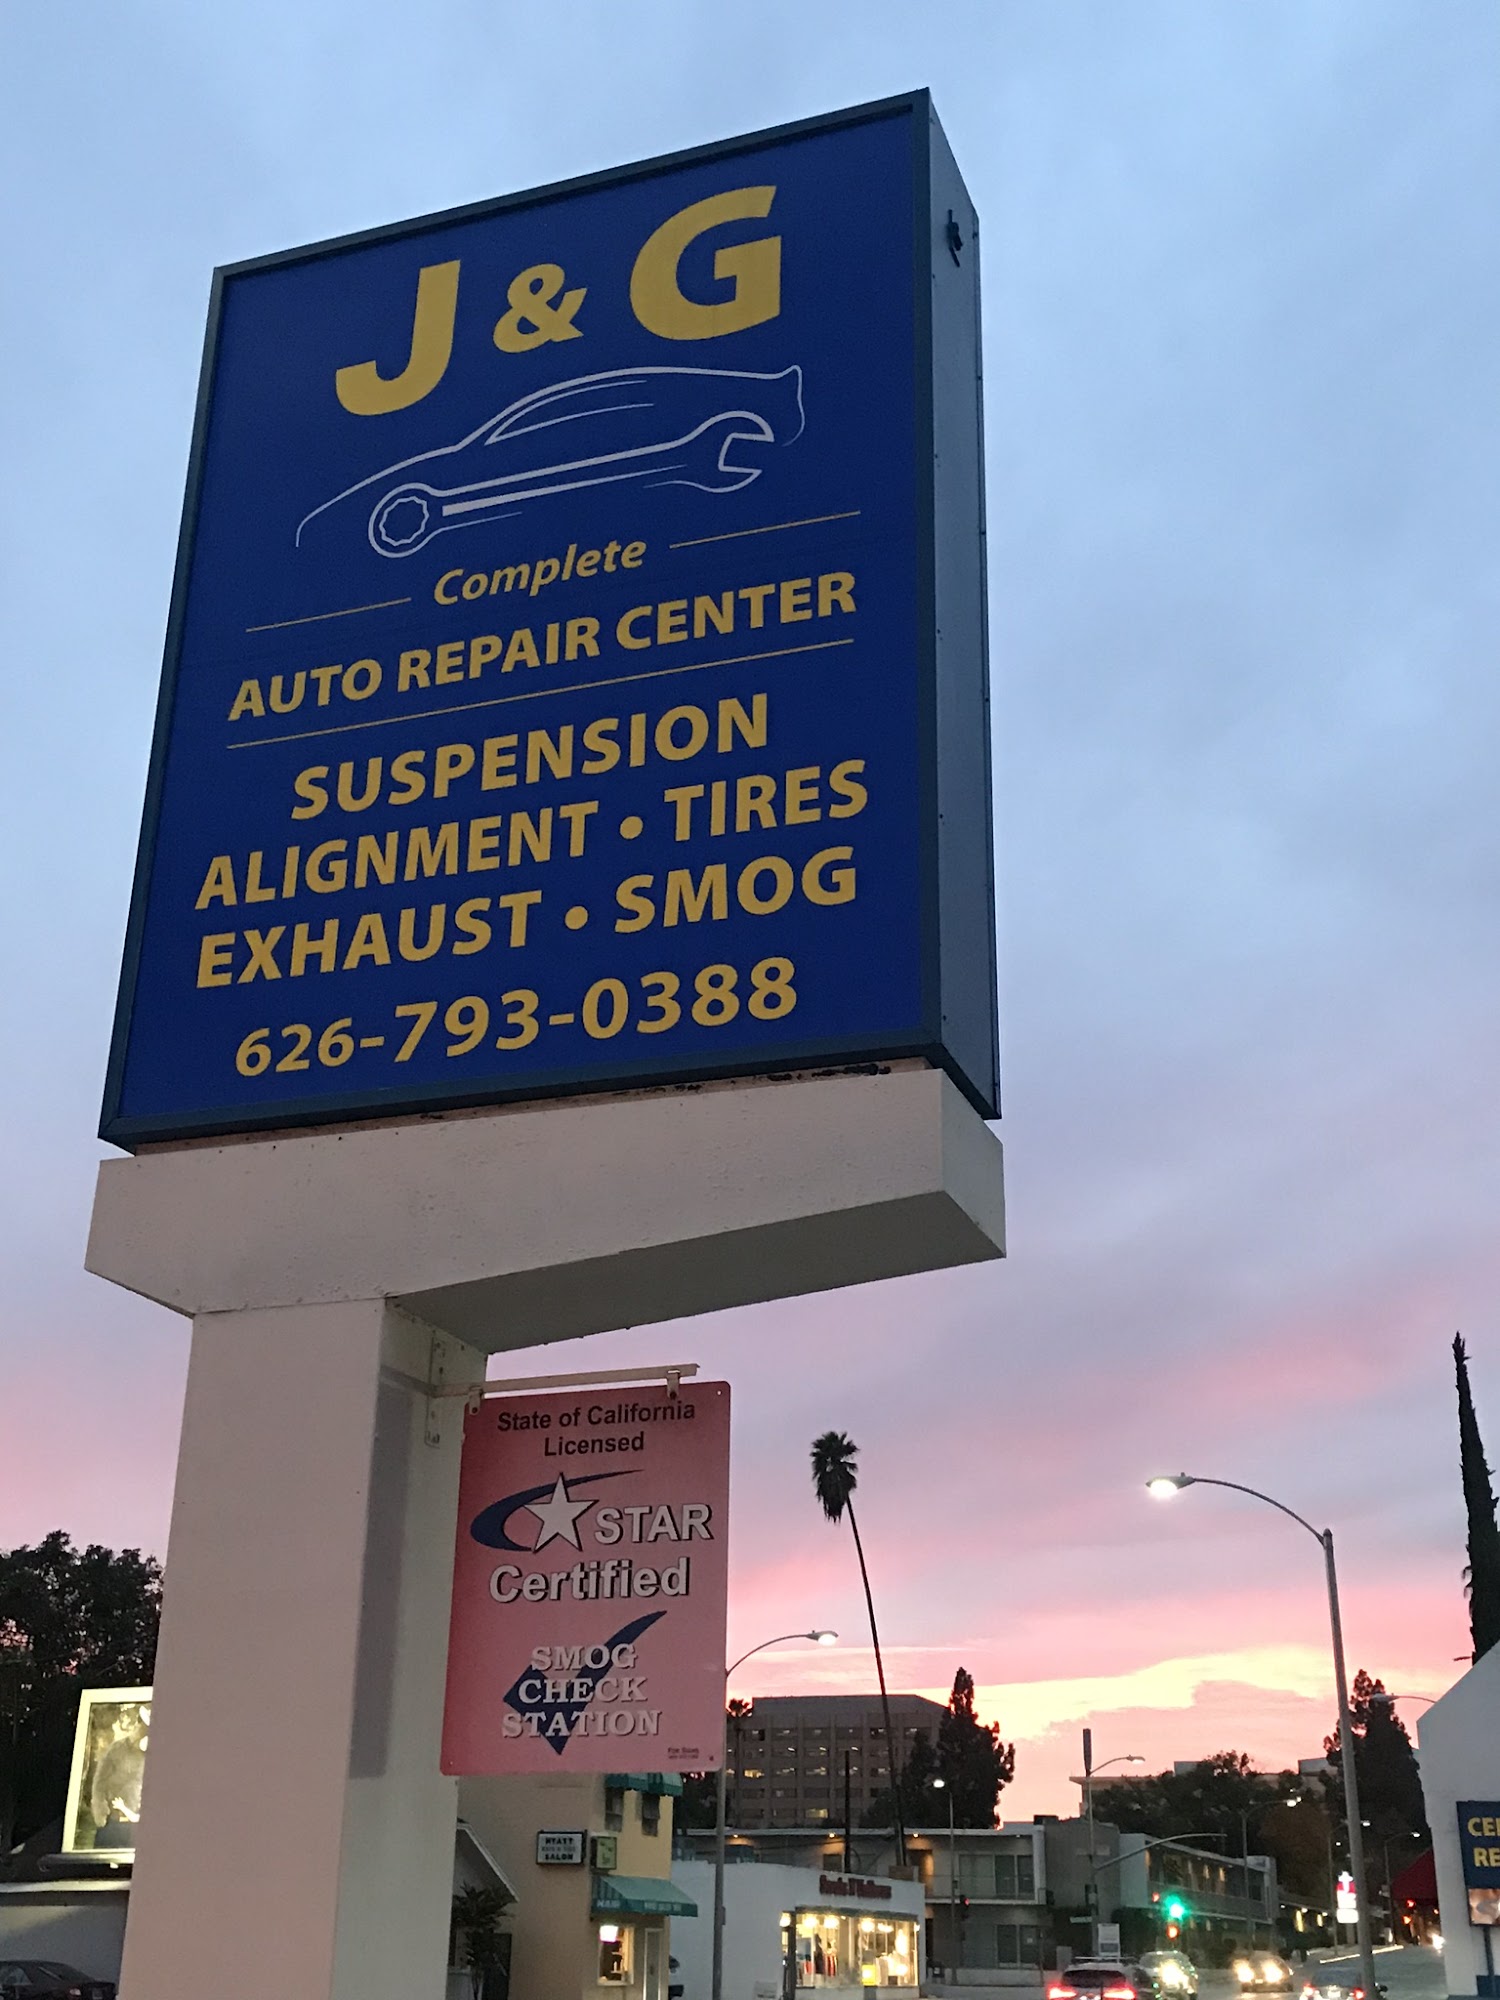 J & G
Complete
AUTO REPAIR CENTER
SUSPENSION
ALIGNMENT • TIRES
EXHAUST • SMOG
626-793-0388
State of California
Licensed
STAR
Certified
SMOG
CHECK
STATION
SALON